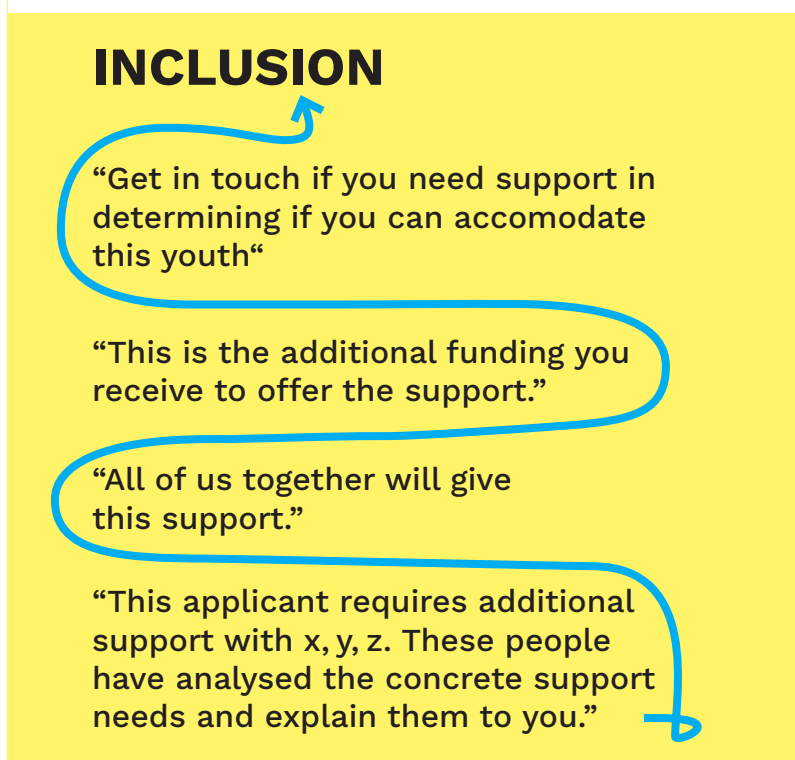 INCLUSION
“Get in touch if you need support in
determining if you can accomodate
this youth“
“This is the additional funding you
receive to offer the support.”
“All of us together will give
this support.”
“This applicant requires additional
support with x, y, z. These people
have analysed the concrete support
needs and explain them to you.”